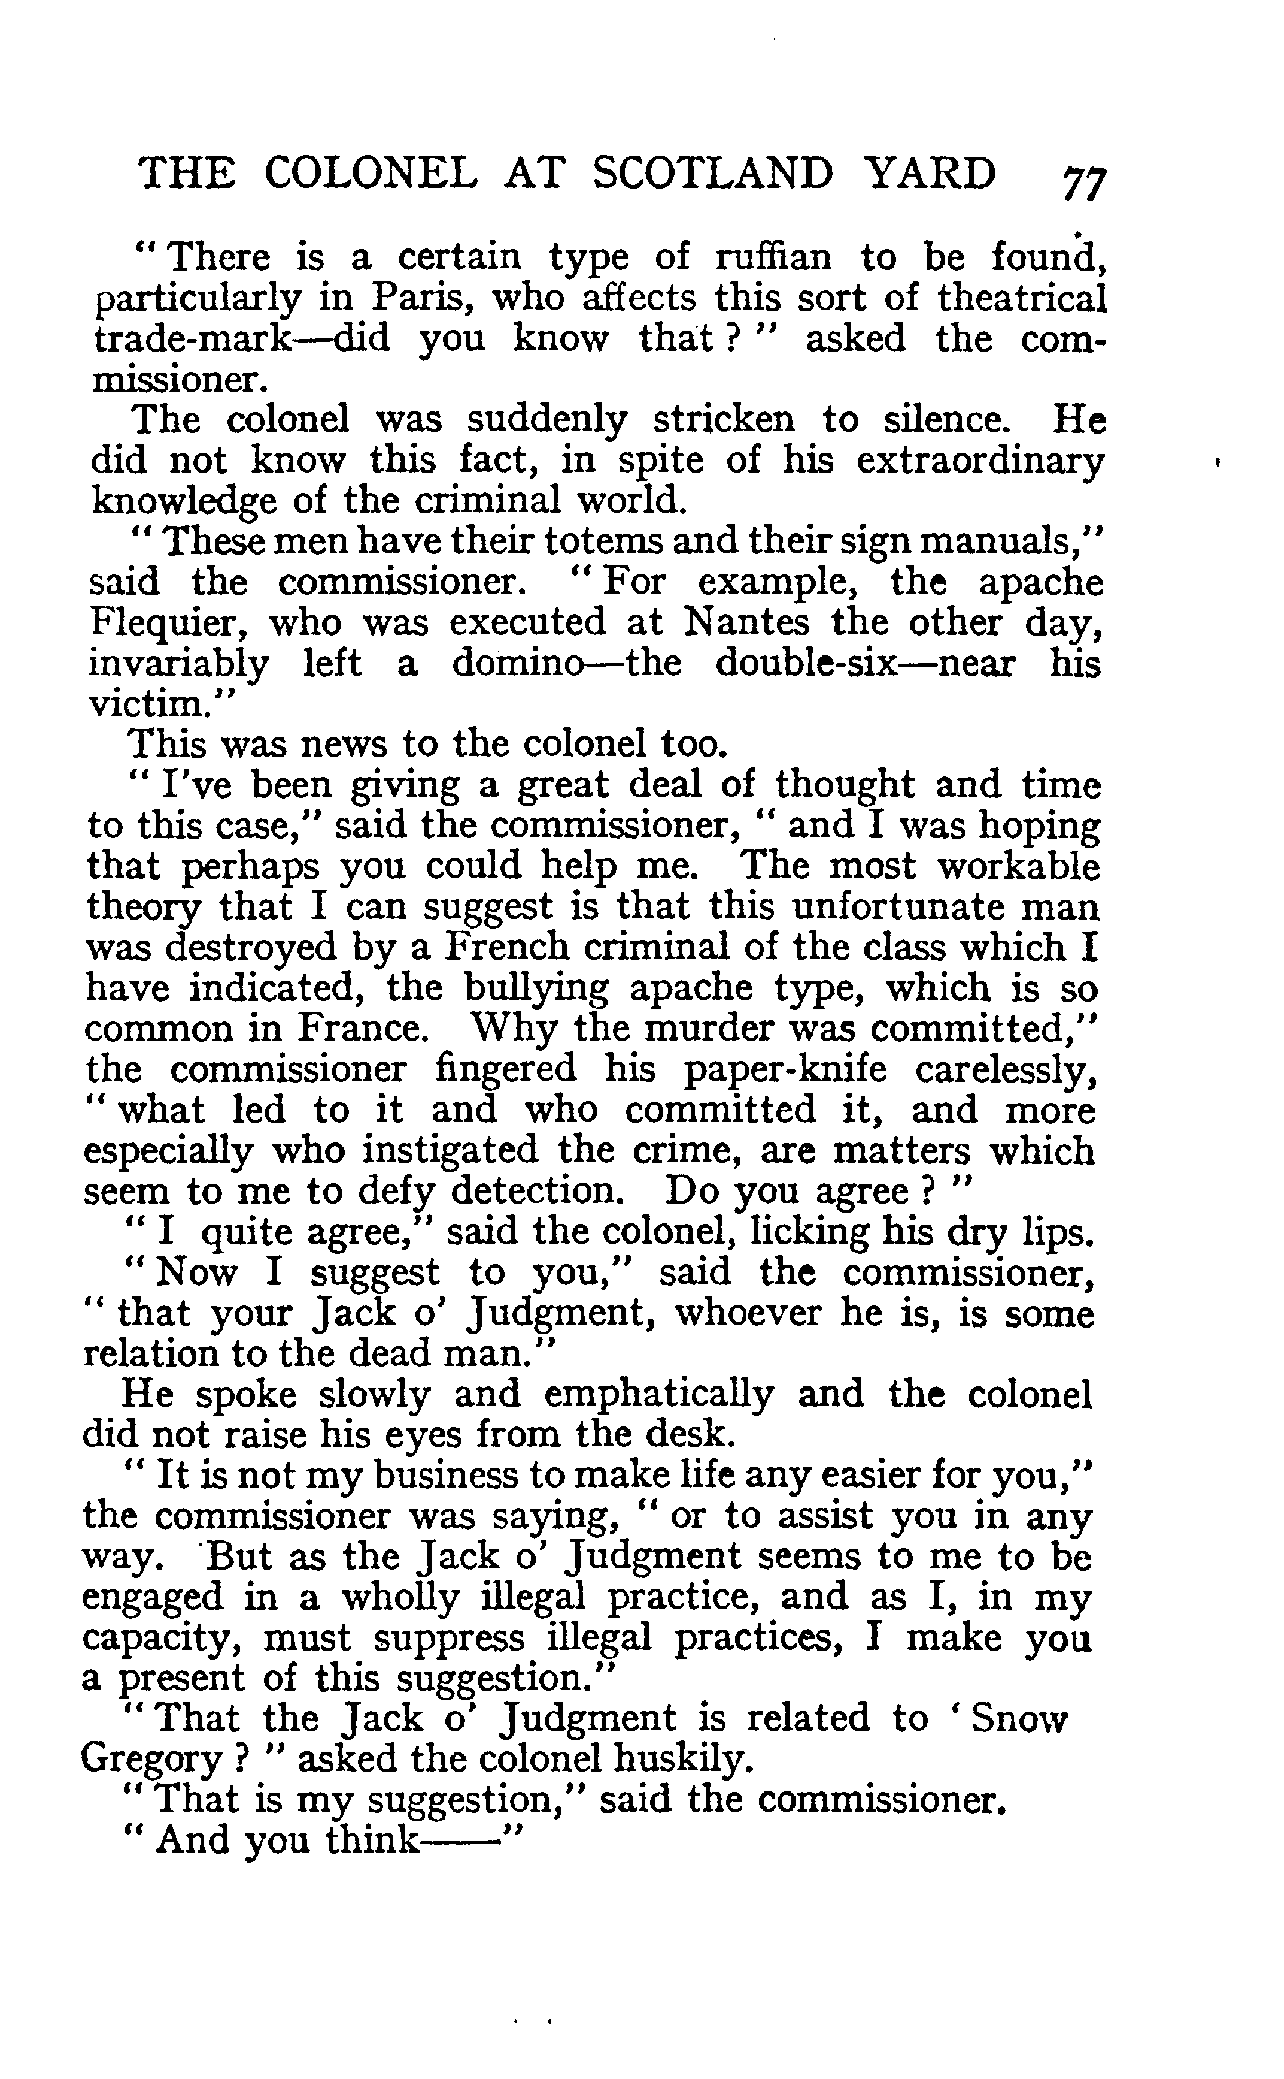 THE COLONEL AT SCOTLAND YARD 77
" There is a certain type of ruffian to be found,
particularly in Paris, who affects this sort of theatrical
trade-mark—did you know that ? " asked the com-
missioner.
The colonel was suddenly stricken to silence. He
did not know this fact, in spite of his extraordinary
knowledge of the criminal world.
" These men have their totems and their sign manuals,"
said the commissioner. " For example, the apache
Flequier, who was executed at Nantes the other day,
invariably left a domino—the double-six—near his
victim."
This was news to the colonel too.
" I've been giving a great deal of thought and time
to this case," said the commissioner, " and I was hoping
that perhaps you could help me. The most workable
theory that I can suggest is that this unfortunate man
was destroyed by a French criminal of the class which I
have indicated, the bullying apache type, which is so
common in France. Why the murder was committed,"
the commissioner fingered his paper-knife carelessly,
" what led to it and who committed it, and more
especially who instigated the crime, are matters which
seem to me to defy detection. Do you agree ? "
" I quite agree," said the colonel, licking his dry lips.
" Now I suggest to you," said the commissioner,
" that your Jack o' Judgment, whoever he is, is some
relation to the dead man."
He spoke slowly and emphatically and the colonel
did not raise his eyes from the desk.
" It is not my business to make life any easier for you,"
the commissioner was saying, " or to assist you in any
way. But as the Jack o' Judgment seems to me to be
engaged in a wholly illegal practice, and as I, in my
capacity, must suppress illegal practices, I make you
a present of this suggestion."
" That the Jack o' Judgment is related to ' Snow
Gregory ? " asked the colonel huskily.
" That is my suggestion," said the commissioner.
" And you think——"